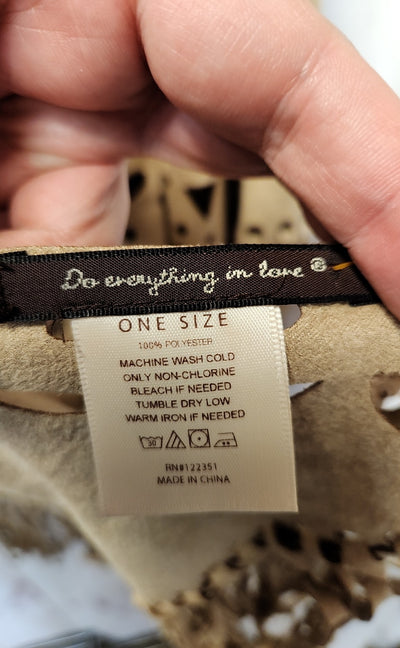 Do everything in love ®
ONE SIZE
100% POLYESTER
MACHINE WASH COLD
ONLY NON-CHLORINE
BLEACH IF NEEDED
TUMBLE DRY LOW
WARM IRON IF NEEDED
30
RN#122351
MADE IN CHINA